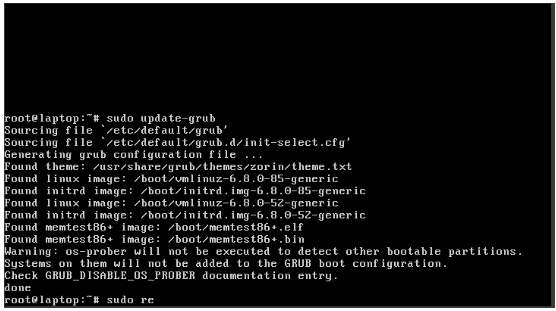 root@laptop:~# sudo update-grub
Sourcing file `/etc/default/grub'
Sourcing file `/etc/default/grub.d/init-select.cfg'
Generating grub configuration file ...
Found theme: /usr/share/grub/themes/zorin/theme.txt
Found linux image: /boot/vmlinuz-6.8.0-85-generic
Found initrd image: /boot/initrd.img-6.8.0-85-generic
Found linux image: /boot/vmlinuz-6.8.0-52-generic
Found initrd image: /boot/initrd.img-6.8.0-52-generic
Found memtest86+ image: /boot/memtest86+.elf
Found memtest86+ image: /boot/memtest86+.bin
Warning: os-prober will not be executed to detect other bootable partitions.
Systems on them will not be added to the GRUB boot configuration.
Check GRUB_DISABLE_OS_PROBER documentation entry.
done
root@laptop:~# sudo re